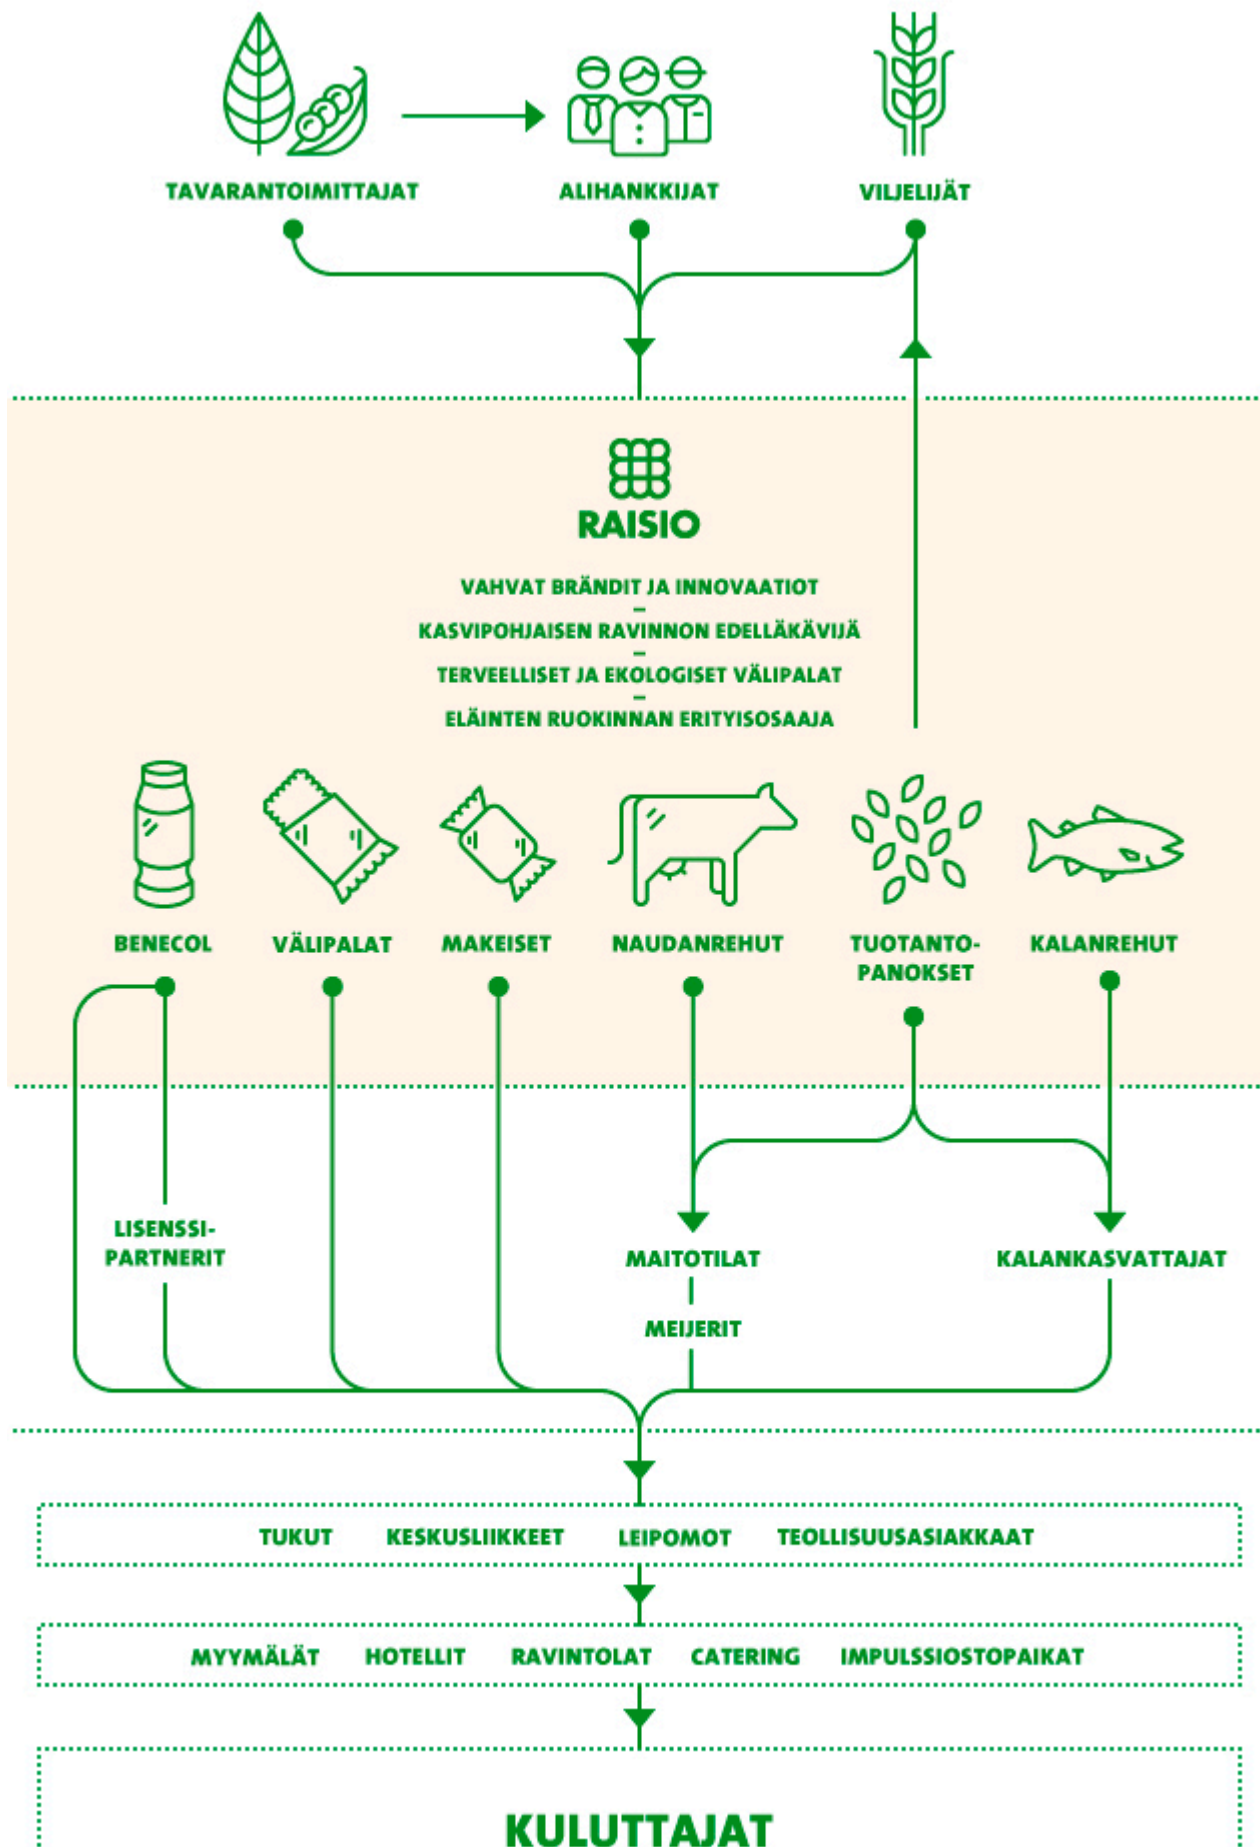 TAVARANTOIMITTAJAT
ALIHANKKIJAT
VILJELIJÄT
RAISIO
VAHVAT BRÄNDIT JA INNOVAATIOT
–
KASVIPOHJAISEN RAVINNON EDELLÄKÄVIJÄ
–
TERVEELLISET JA EKOLOGISET VÄLIPALAT
–
ELÄINTEN RUOKINNAN ERITYISOSAAJA
BENECOL
VÄLIPALAT
MAKEISET
NAUDANREHUT
TUOTANTO-
PANOKSET
KALANREHUT
LISENSSI-
PARTNERIT
MAITOTILAT
KALANKASVATTAJAT
MEIJERIT
TUKUT KESKUSLIIKKEET LEIPOMOT TEOLLISUUSASIAKKAAT
MYYMÄLÄT HOTELLIT RAVINTOLAT CATERING IMPULSSIOSTOPAIKAT
KULUTTAJAT